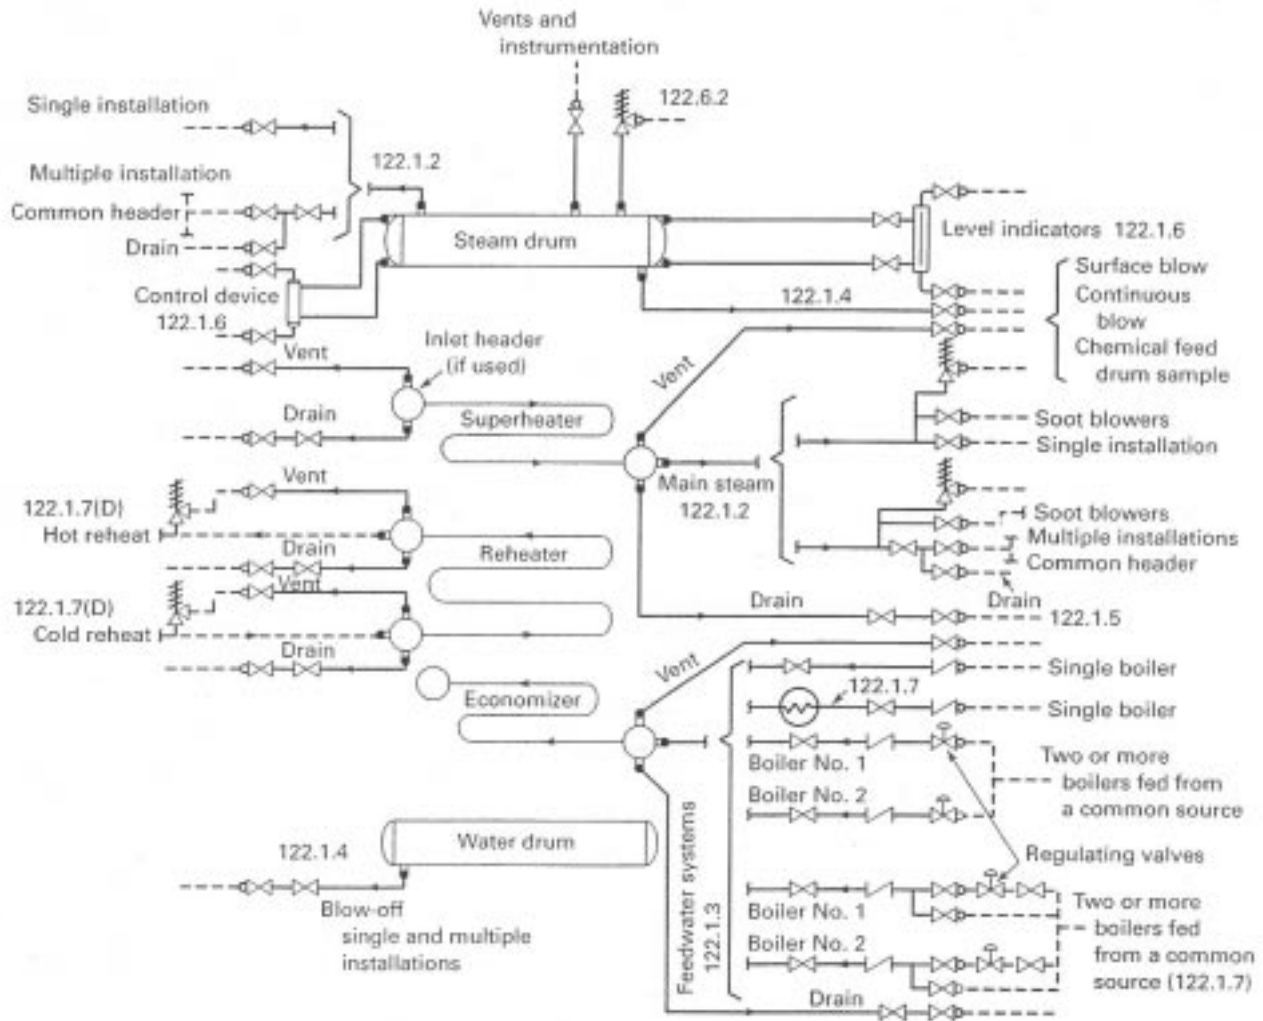 Vents and
instrumentation
122.6.2
Single installation
122.1.2
Multiple installation
Common header
Drain
Steam drum
Level indicators 122.1.6
Control device
122.1.6
122.1.4
Surface blow
Continuous
blow
Chemical feed
drum sample
Vent
Inlet header
(if used)
Vent
Drain
Superheater
Soot blowers
Single installation
Main steam
122.1.2
Vent
122.1.7(D)
Hot reheat
Drain
Reheater
Soot blowers
Multiple installations
Common header
Drain
Vent
122.1.7(D)
Cold reheat
Drain
Drain
122.1.5
Vent
Economizer
Single boiler
122.1.7
Single boiler
Boiler No. 1
Boiler No. 2
Two or more
boilers fed from
a common source
Regulating valves
Water drum
122.1.4
Blow-off
single and multiple
installations
Feedwater systems
122.1.3
Boiler No. 1
Boiler No. 2
Two or more
boilers fed
from a common
source (122.1.7)
Drain